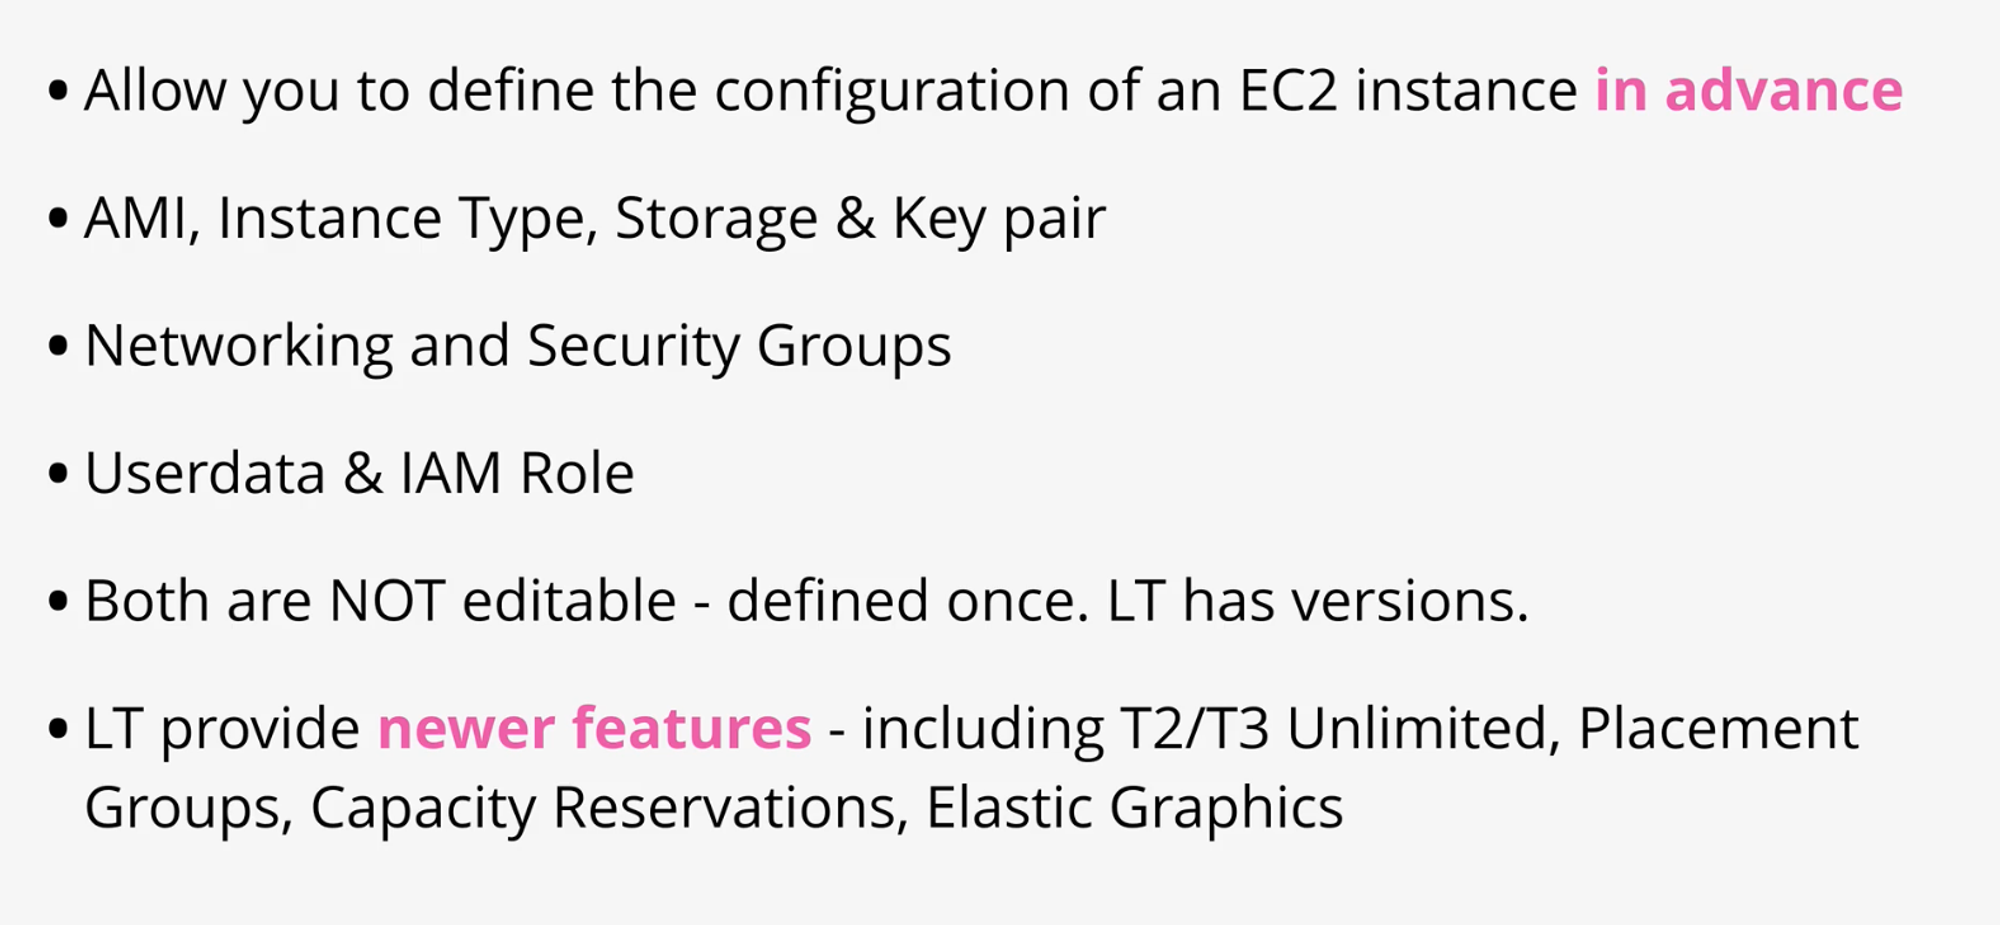 • Allow you to define the configuration of an EC2 instance in advance
• AMI, Instance Type, Storage & Key pair
• Networking and Security Groups
• Userdata & IAM Role
• Both are NOT editable - defined once. LT has versions.
• LT provide newer features - including T2/T3 Unlimited, Placement
Groups, Capacity Reservations, Elastic Graphics